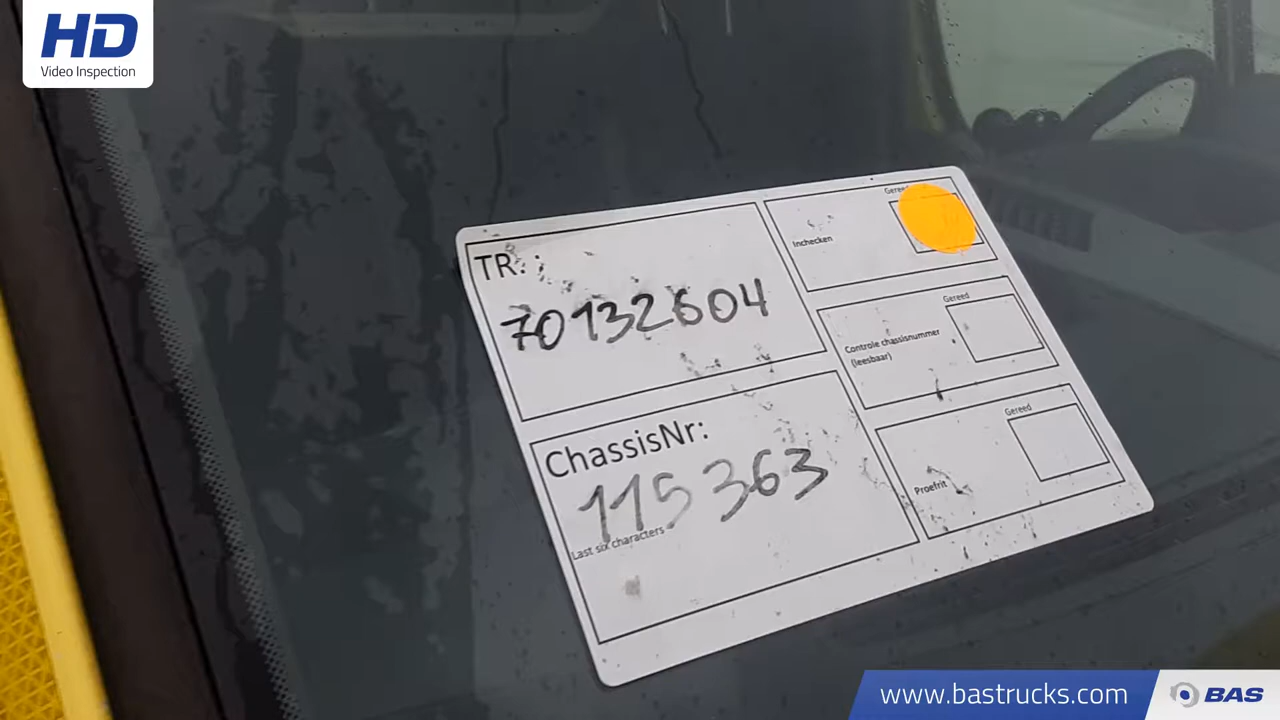 HD
Video Inspection
TR. :
70132604
ChassisNr:
115363
Last six characters
Gereed
Inchecken
Gereed
Controle chassisnummer
(leesbaar)
Gereed
Proefrit
www.bastrucks.com
BAS